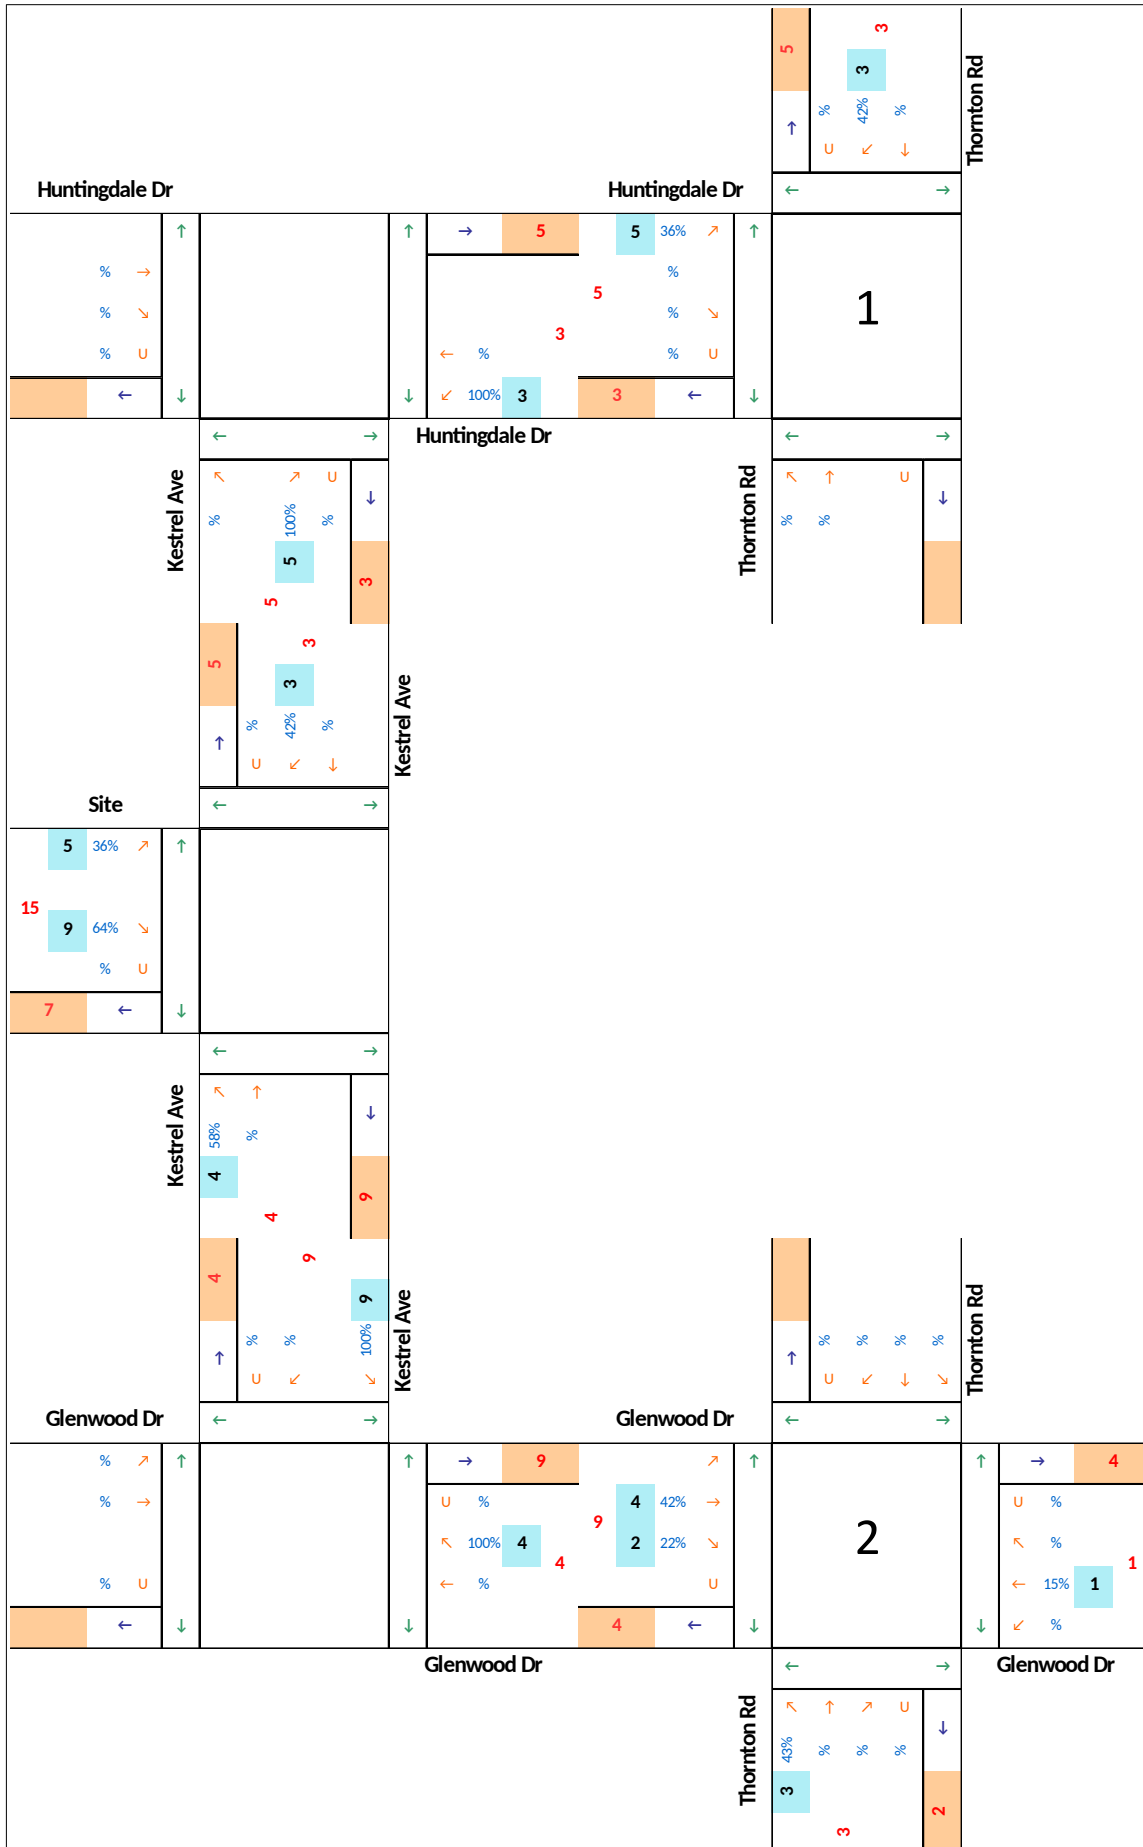 5
3
3
% 42% %
↑
U ↙ ↓
Thornton Rd
Huntingdale Dr
Huntingdale Dr
← →
↑ ↑ → 5 5 36% ↗ ↑
% → %
5
1
% ↘ % ↘
3
% U ← % % U
← ↓ ↓ ↙ 100% 3 3 ← ↓
← → Huntingdale Dr ← →
Kestrel Ave
↖ ↗ U ↓
% 100% %
5
3
5
Thornton Rd
↖ ↑ U ↓
% %
3
5
3
% 42% %
↑
U ↙ ↓
Kestrel Ave
Site
← →
5 36% ↗ ↑
15
9 64% ↘
% U
7 ← ↓
← →
Kestrel Ave
↖ ↑ ↓
58% %
4
9
4
9
4
9
% % 100%
↑
U ↙ ↘
Kestrel Ave
% % % %
↑
U ↙ ↓ ↘
Thornton Rd
Glenwood Dr
Glenwood Dr
← → ← →
% ↗ ↑ ↑ → 9 ↗ ↑ ↑ → 4
% → U % 4 42% → U %
9
2
↖ 100% 4 2 22% ↘ ↖ %
4 1
% U ← % U ← 15% 1
← ↓ ↓ 4 ← ↓ ↓ ↙ %
Glenwood Dr ← → Glenwood Dr
Thornton Rd
↖ ↑ ↗ U ↓
43% % % %
3
2
3